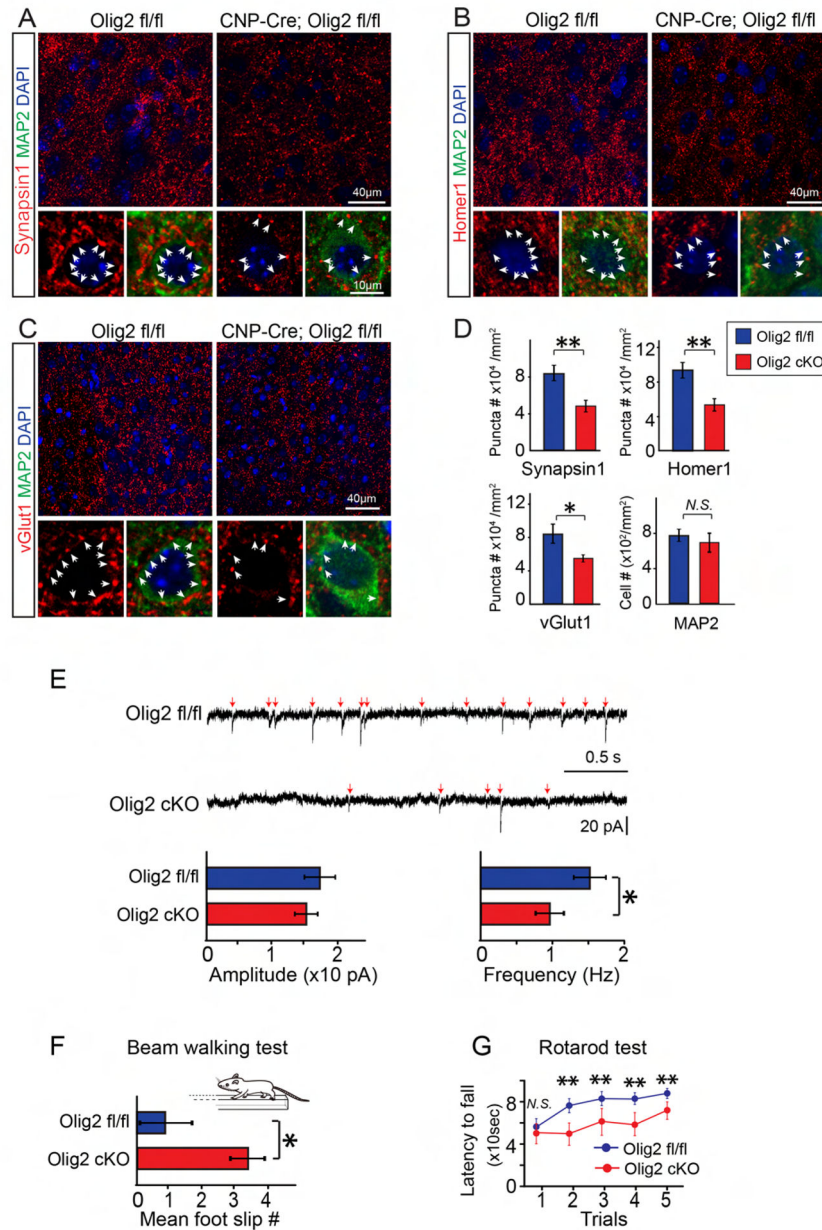 A
Olig2 fl/fl
CNP-Cre; Olig2 fl/fl
Synapsin1 MAP2 DAPI
40µm
10µm
B
Olig2 fl/fl
CNP-Cre; Olig2 fl/fl
Homer1 MAP2 DAPI
40µm
C
Olig2 fl/fl
CNP-Cre; Olig2 fl/fl
vGlut1 MAP2 DAPI
40µm
D
Olig2 fl/fl
Olig2 cKO
Puncta # x10⁴ /mm²
8
4
0
**
Synapsin1
Puncta # x10⁴ /mm²
12
8
4
0
**
Homer1
Puncta # x10⁴ /mm²
8
4
0
*
vGlut1
Cell # (x10²/mm²)
12
8
4
0
N.S.
MAP2
E
Olig2 fl/fl
0.5 s
Olig2 cKO
20 pA
Olig2 fl/fl
Olig2 cKO
0 1 2
Amplitude (x10 pA)
*
0 1 2
Frequency (Hz)
F
Beam walking test
Olig2 fl/fl
Olig2 cKO
*
0 1 2 3 4
Mean foot slip #
G
Rotarod test
Latency to fall
(x10sec)
8
4
0
N.S. ** ** ** **
Olig2 fl/fl
Olig2 cKO
1 2 3 4 5
Trials